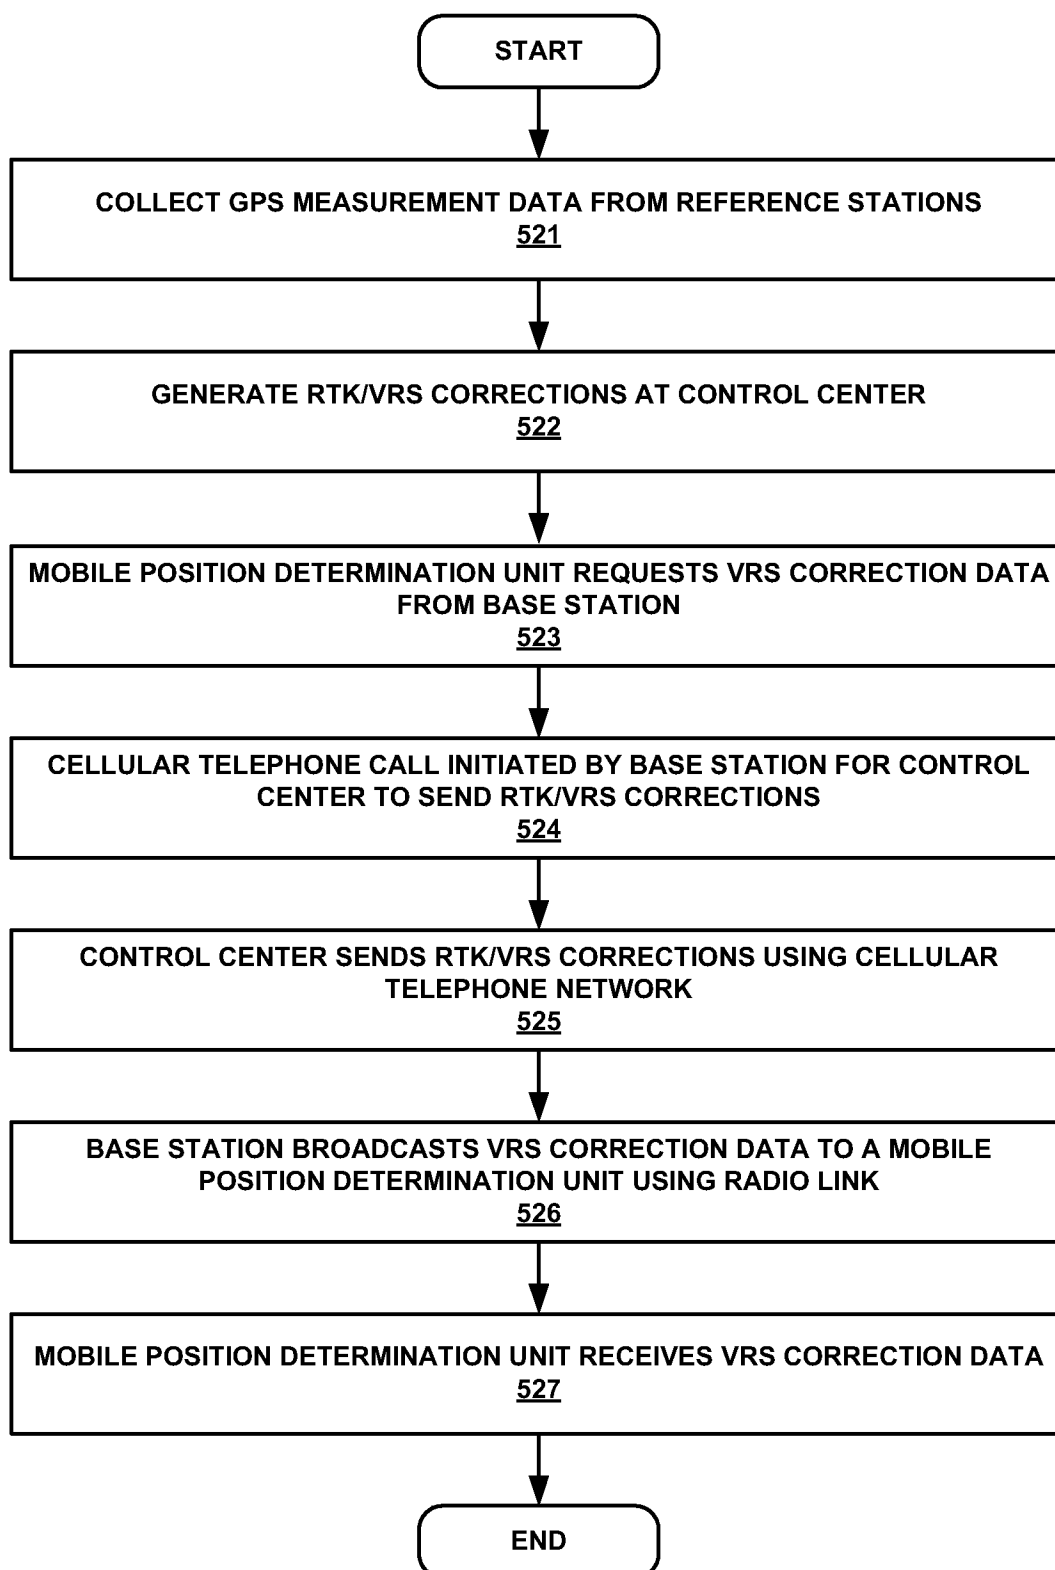 START
COLLECT GPS MEASUREMENT DATA FROM REFERENCE STATIONS
521
GENERATE RTK/VRS CORRECTIONS AT CONTROL CENTER
522
MOBILE POSITION DETERMINATION UNIT REQUESTS VRS CORRECTION DATA
FROM BASE STATION
523
CELLULAR TELEPHONE CALL INITIATED BY BASE STATION FOR CONTROL
CENTER TO SEND RTK/VRS CORRECTIONS
524
CONTROL CENTER SENDS RTK/VRS CORRECTIONS USING CELLULAR
TELEPHONE NETWORK
525
BASE STATION BROADCASTS VRS CORRECTION DATA TO A MOBILE
POSITION DETERMINATION UNIT USING RADIO LINK
526
MOBILE POSITION DETERMINATION UNIT RECEIVES VRS CORRECTION DATA
527
END